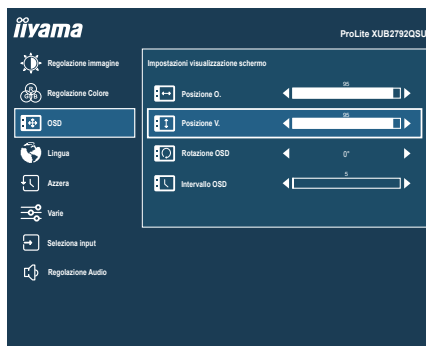 iiyama
ProLite XUB2792QSU
Regolazione immagine
Regolazione Colore
OSD
Lingua
Azzera
Varie
Seleziona input
Regolazione Audio
Impostazioni visualizzazione schermo
Posizione O.
95
Posizione V.
95
Rotazione OSD
0°
Intervallo OSD
5